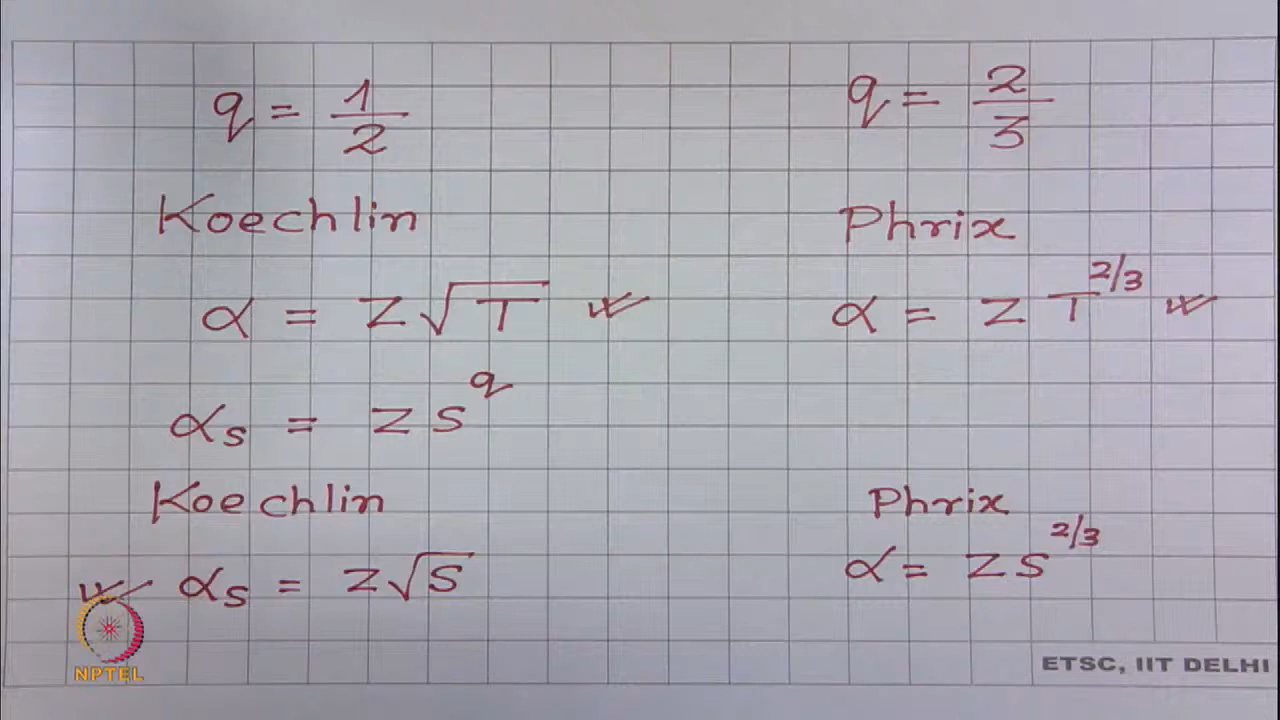 q = 1/2
q = 2/3
Koechlin
Phrix
α = Z √T
α = Z T^2/3
αs = Z S^q
Koechlin
Phrix
αs = Z √S
α = Z S^2/3
NPTEL
ETSC, IIT DELHI